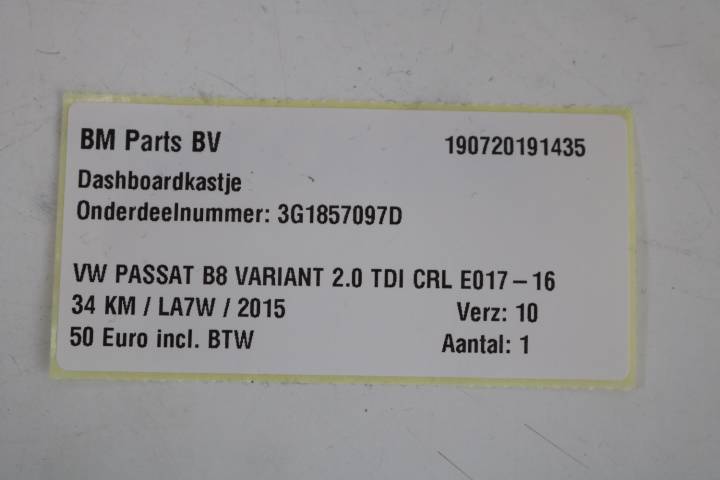 BM Parts BV 190720191435
Dashboardkastje
Onderdeelnummer: 3G1857097D
VW PASSAT B8 VARIANT 2.0 TDI CRL E017-16
34 KM / LA7W / 2015 Verz: 10
50 Euro incl. BTW Aantal: 1